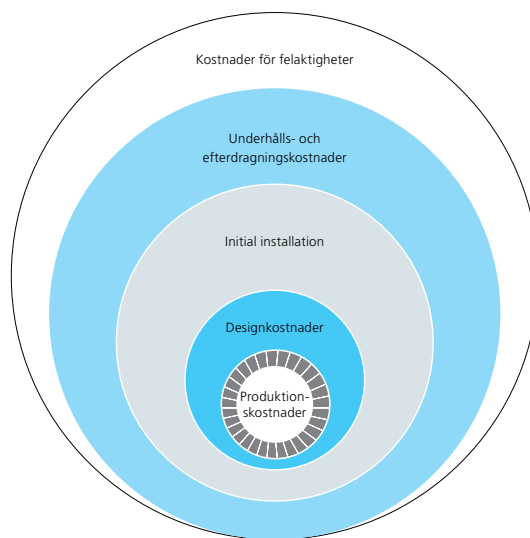 Kostnader för felaktigheter
Underhålls- och
efterdragningskostnader
Initial installation
Designkostnader
Produktion-
skostnader